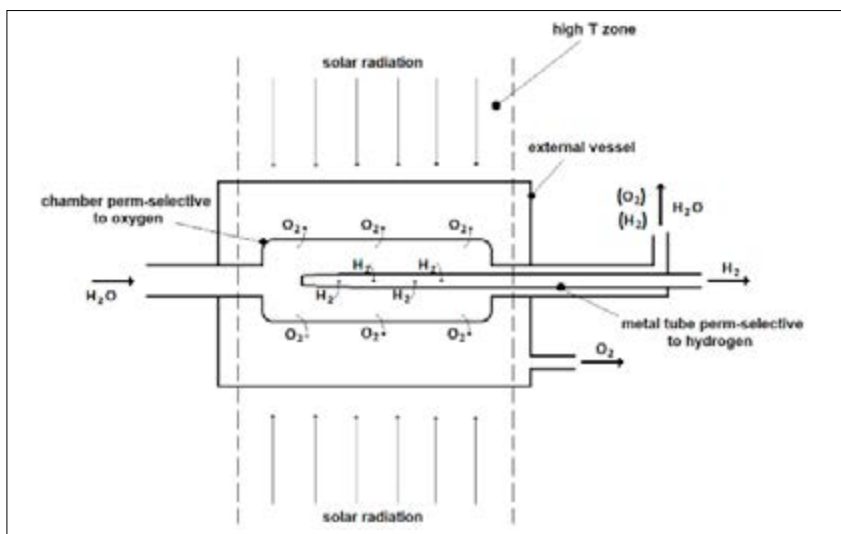 high T zone
solar radiation
external vessel
chamber perm-selective
to oxygen
(O2)
(H2)
H2O
O2 O2 O2
H2 H2
H2
H2O
H2 H2
metal tube perm-selective
to hydrogen
O2 O2 O2
O2
solar radiation